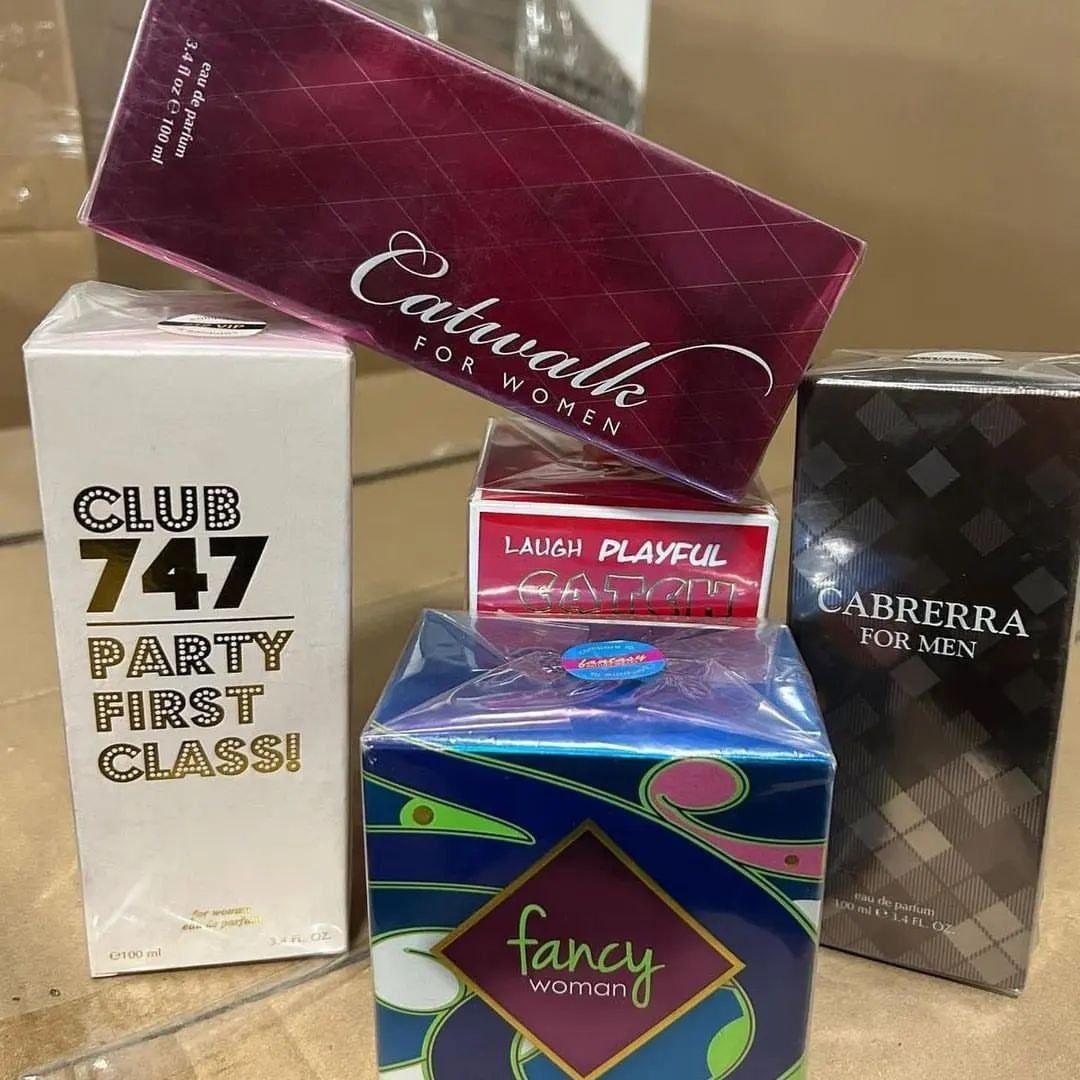 eau de parfum
3.4 fl oz ℮ 100 ml
Catwalk
FOR WOMEN
CLUB
747
PARTY
FIRST
CLASS!
for woman
eau de parfum
℮100 ml
3.4 FL. OZ.
LAUGH PLAYFUL
CATCH
fancy
woman
CABRERRA
FOR MEN
eau de parfum
100 ml ℮ 3.4 FL. OZ.